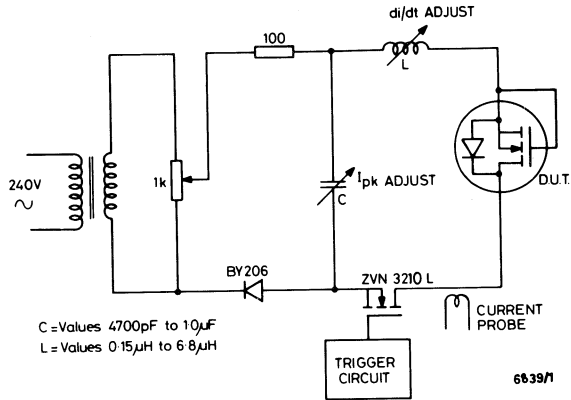 di/dt ADJUST
100
L
240V
1k
Ipk ADJUST
C
D.U.T.
BY206
ZVN 3210 L
C = Values 4700pF to 1·0µF
L = Values 0·15µH to 6·8µH
CURRENT
PROBE
TRIGGER
CIRCUIT
6839/1